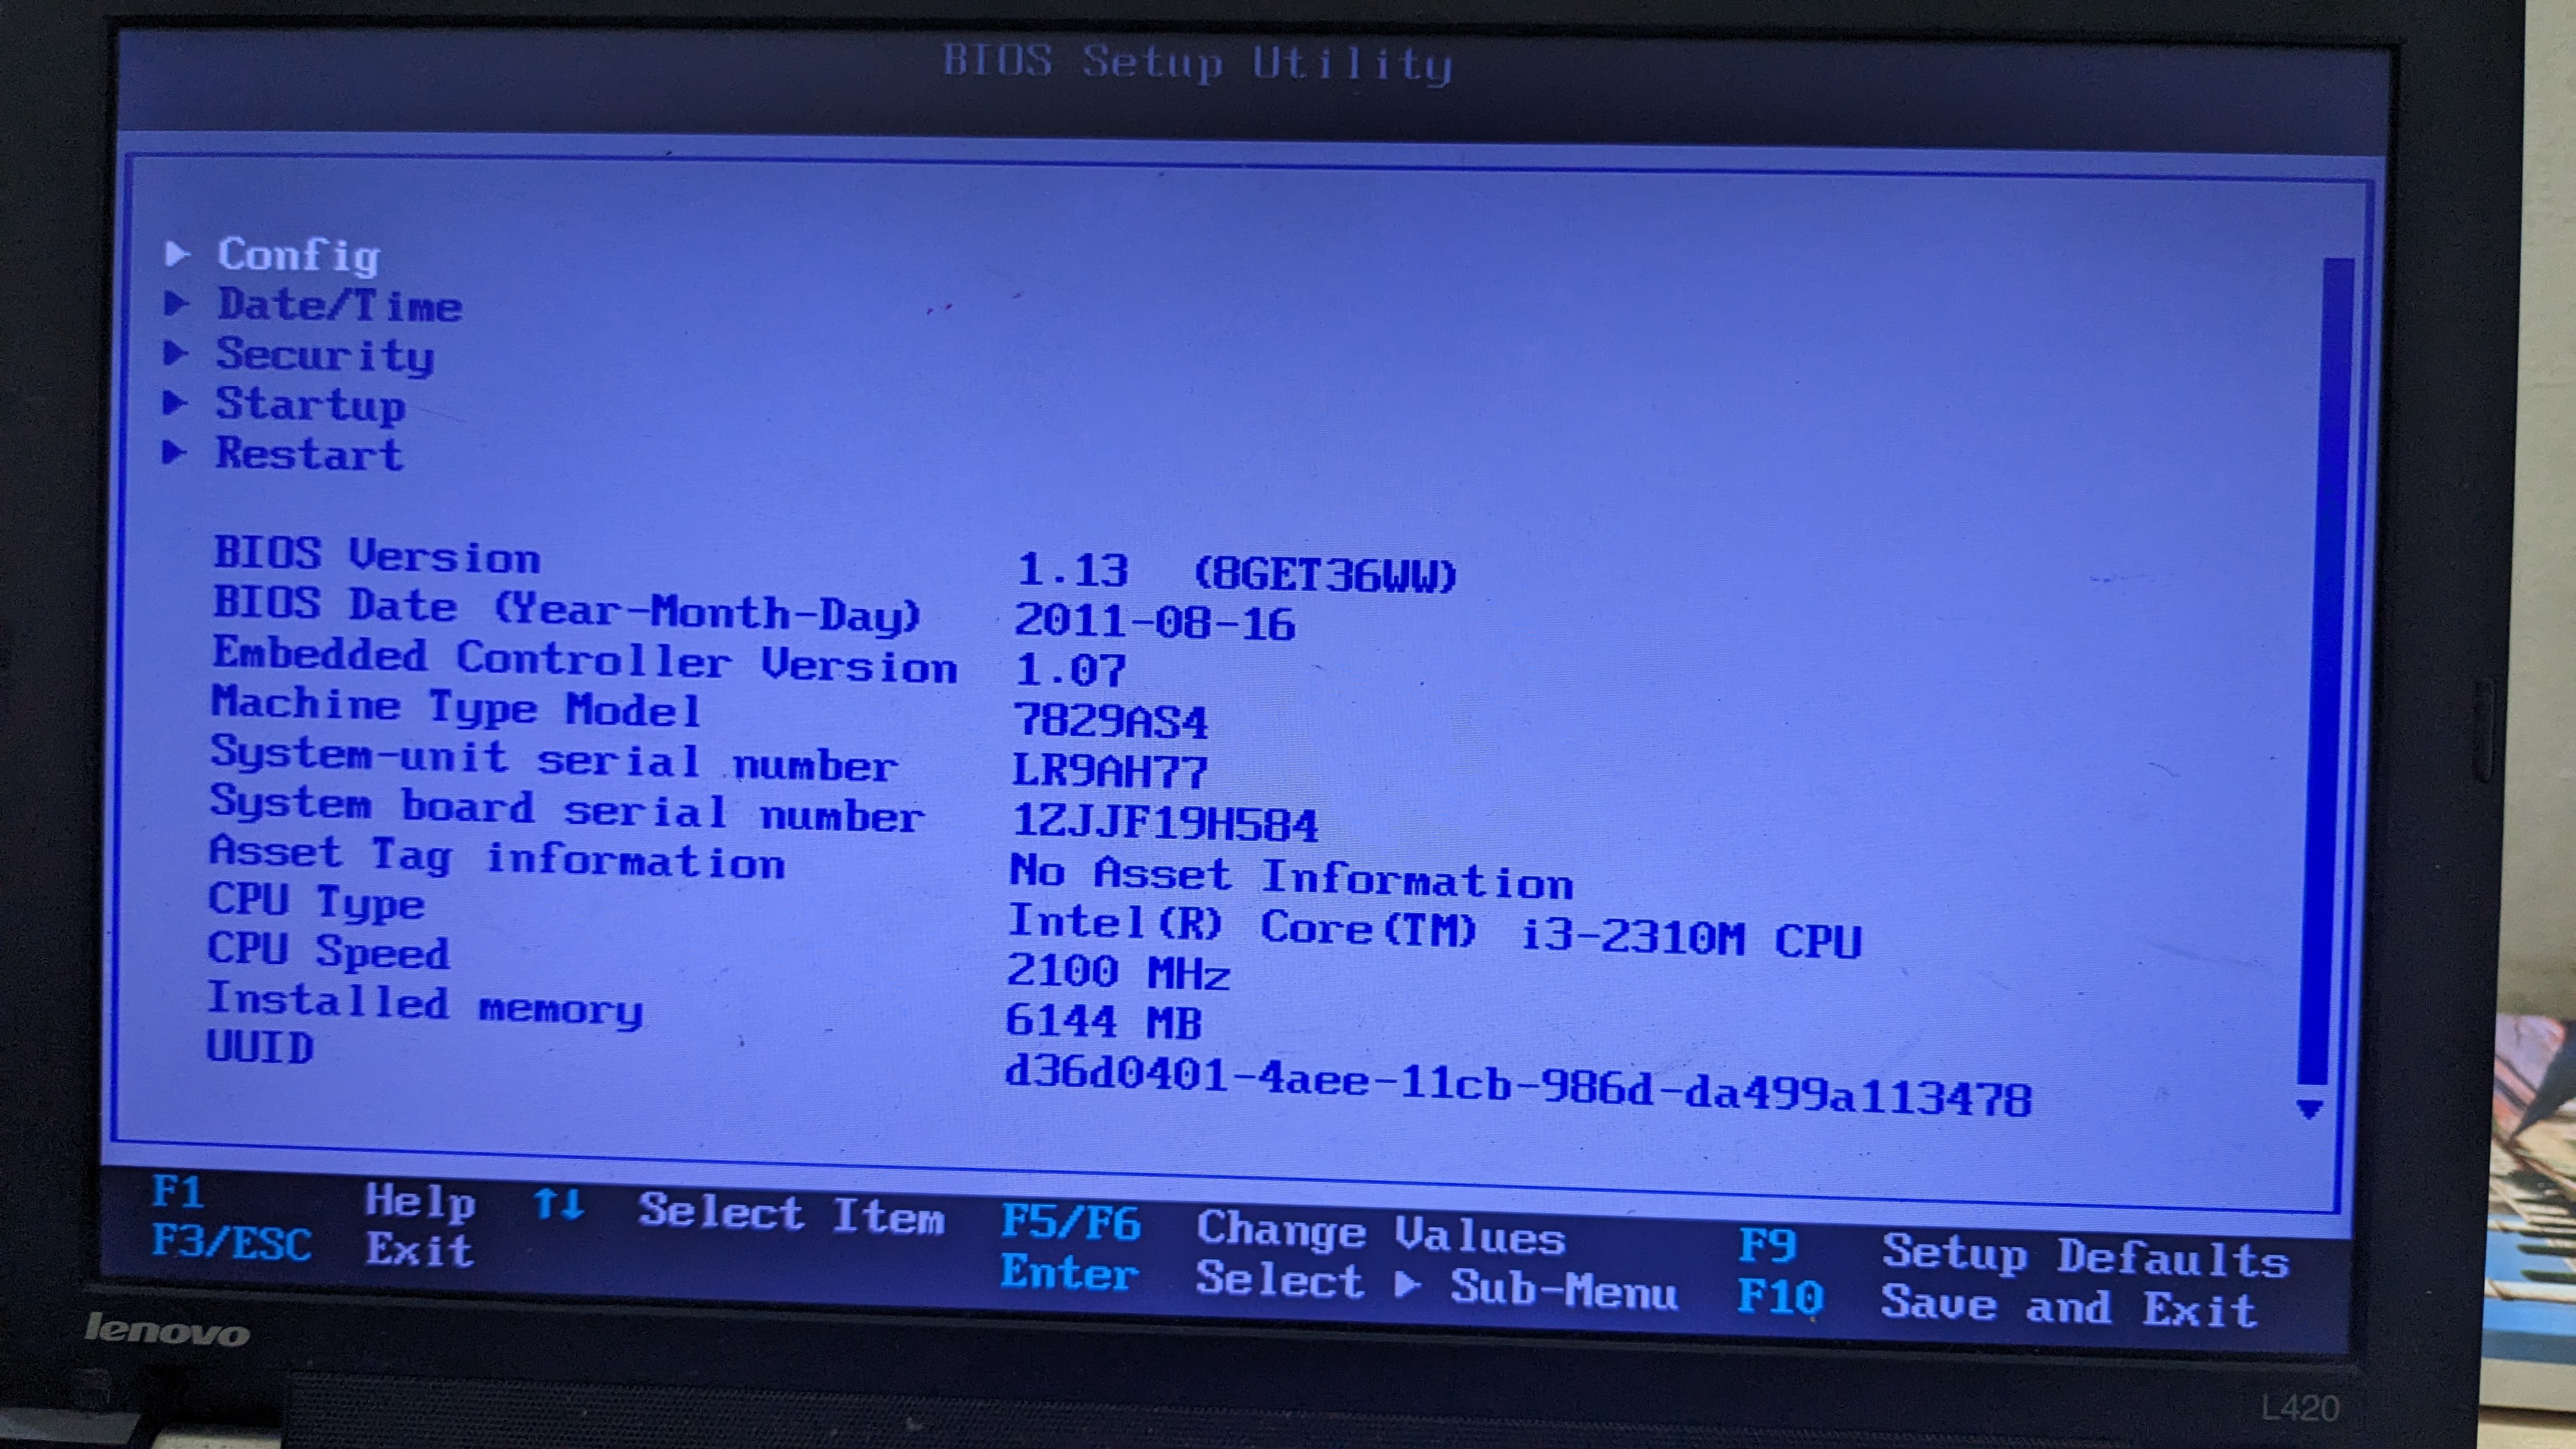 BIOS Setup Utility
Config
Date/Time
Security
Startup
Restart
BIOS Version 1.13 (8GET36WW)
BIOS Date (Year-Month-Day) 2011-08-16
Embedded Controller Version 1.07
Machine Type Model 7829AS4
System-unit serial number LR9AH77
System board serial number 1ZJJF19H584
Asset Tag information No Asset Information
CPU Type Intel(R) Core(TM) i3-2310M CPU
CPU Speed 2100 MHz
Installed memory 6144 MB
UUID d36d0401-4aee-11cb-986d-da499a113478
F1 Help ↑↓ Select Item F5/F6 Change Values F9 Setup Defaults
F3/ESC Exit Enter Select ▶ Sub-Menu F10 Save and Exit
lenovo
L420